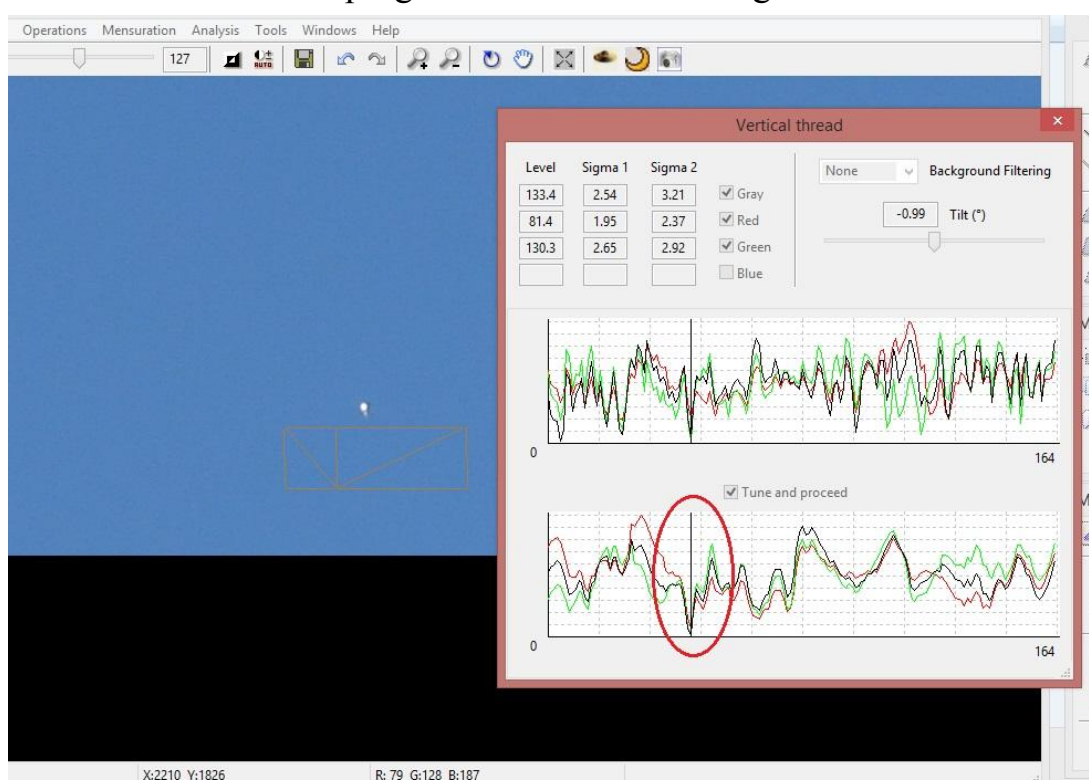 Operations Mensuration Analysis Tools Windows Help
127 AUTO
Vertical thread
Level Sigma 1 Sigma 2
None Background Filtering
133.4 2.54 3.21 Gray
81.4 1.95 2.37 Red
-0.99 Tilt (°)
130.3 2.65 2.92 Green
Blue
0
164
Tune and proceed
0
164
X:2210 Y:1826 R: 79 G:128 B:187